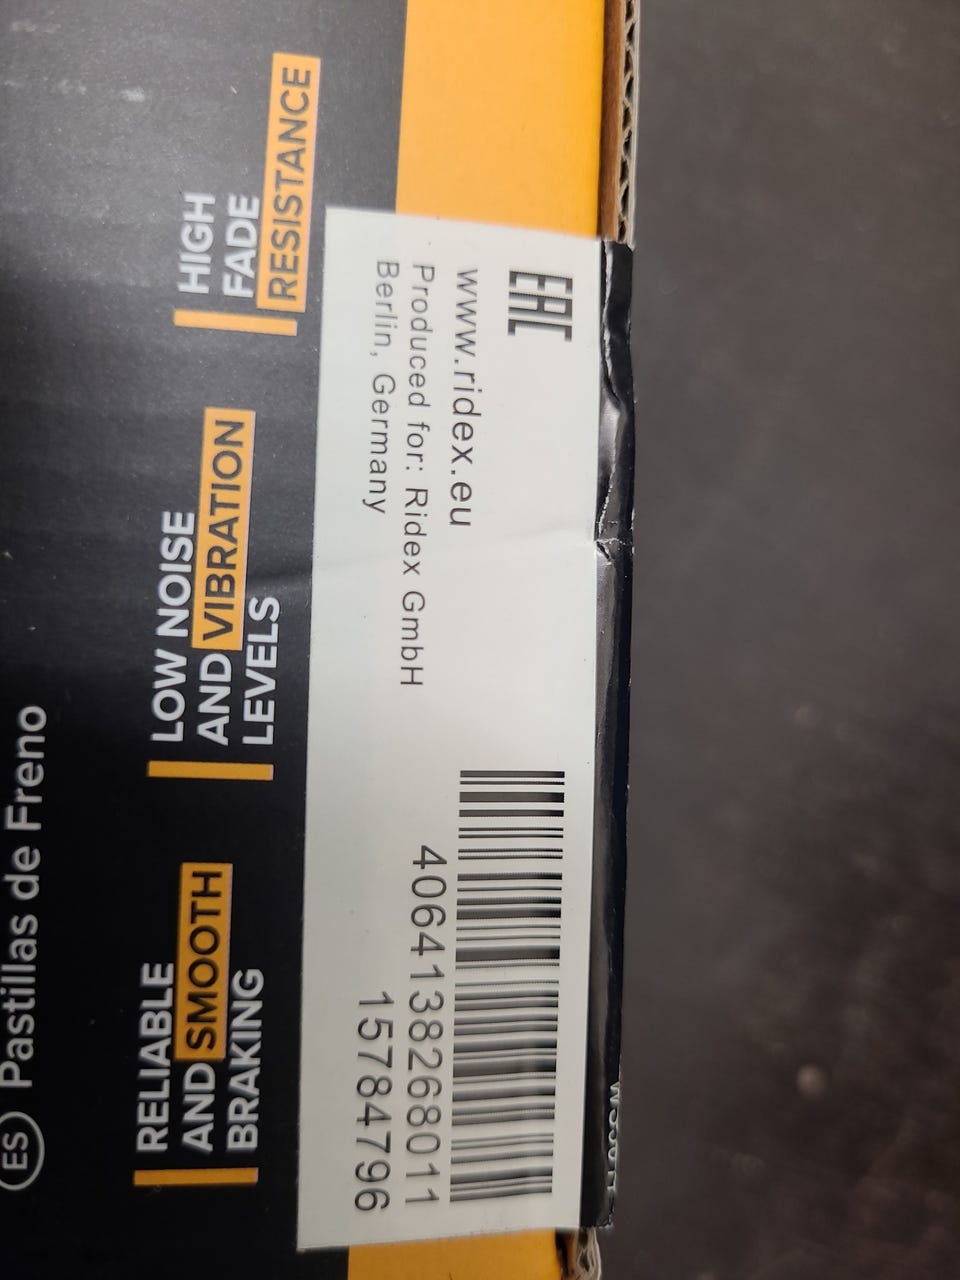 HIGH
FADE
RESISTANCE
LOW NOISE
AND VIBRATION
LEVELS
RELIABLE
AND SMOOTH
BRAKING
ES Pastillas de Freno
EAC
www.ridex.eu
Produced for: Ridex GmbH
Berlin, Germany
4064138268011
15784796